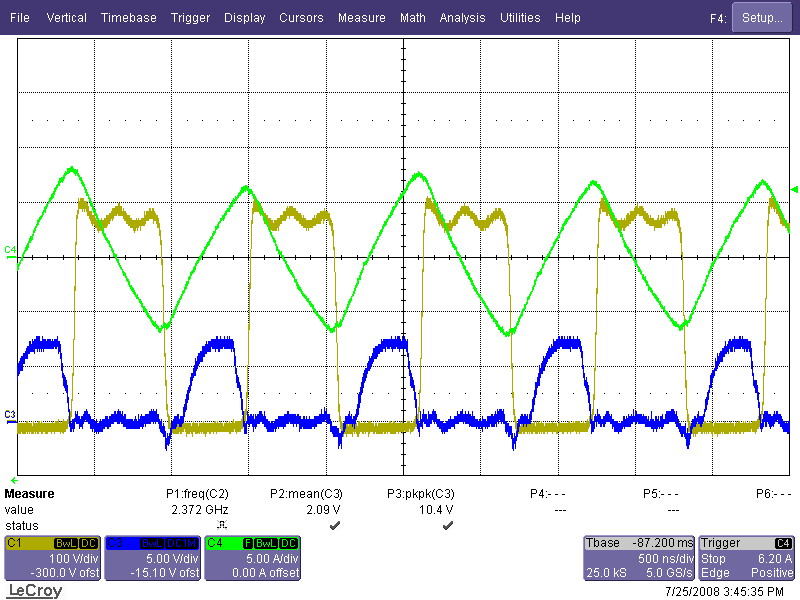 File Vertical Timebase Trigger Display Cursors Measure Math Analysis Utilities Help F4: Setup...
C4
C3
Measure P1:freq(C2) P2:mean(C3) P3:pkpk(C3) P4:- - - P5:- - - P6:- - -
value 2.372 GHz 2.09 V 10.4 V --- ---
status
C1 BwL DC C3 BwL DC1M C4 F BwL DC Tbase -87.200 ms Trigger C4
100 V/div 5.00 V/div 5.00 A/div 500 ns/div Stop 6.20 A
-300.0 V ofst -15.10 V ofst 0.00 A offset 25.0 kS 5.0 GS/s Edge Positive
LeCroy 7/25/2008 3:45:35 PM